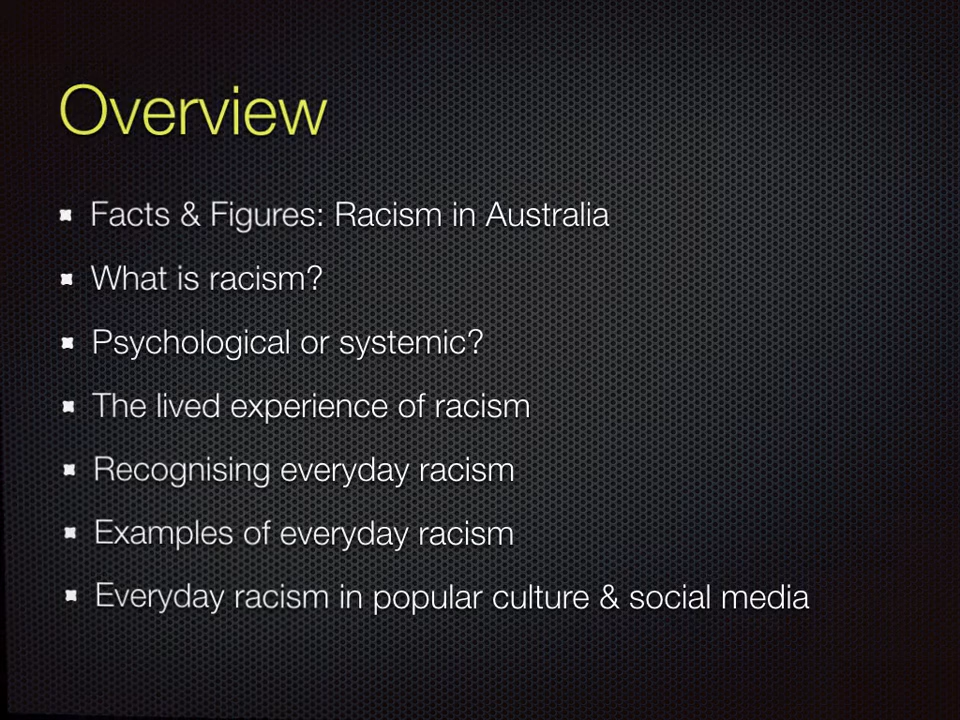 Overview
Facts & Figures: Racism in Australia
What is racism?
Psychological or systemic?
The lived experience of racism
Recognising everyday racism
Examples of everyday racism
Everyday racism in popular culture & social media